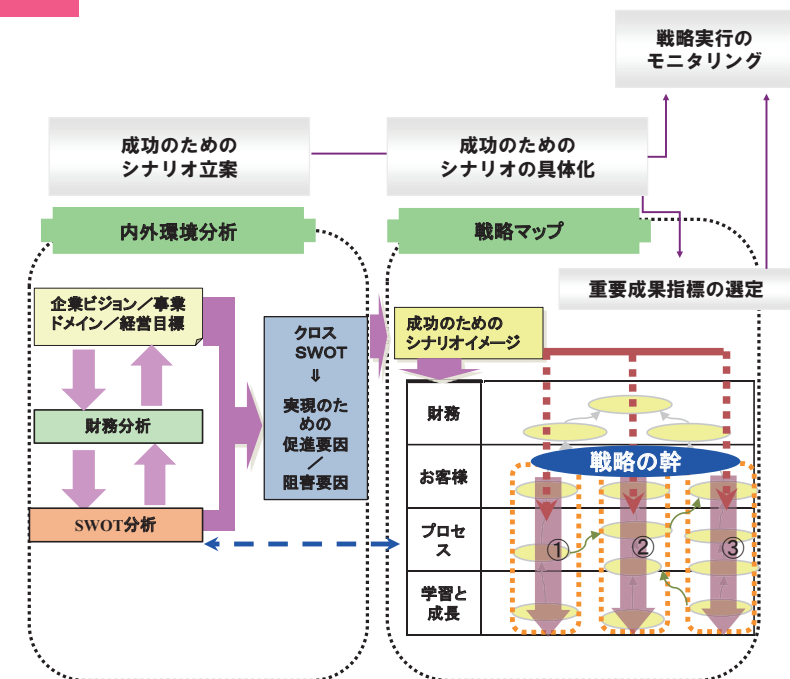 戦略実行の
モニタリング
成功のための
シナリオ立案
成功のための
シナリオの具体化
内外環境分析
戦略マップ
重要成果指標の選定
企業ビジョン／事業
ドメイン／経営目標
財務分析
SWOT分析
クロス
SWOT
⇓
実現のた
めの
促進要因
／
阻害要因
成功のための
シナリオイメージ
財務
お客様
プロセ
ス
学習と
成長
戦略の幹
①
②
③